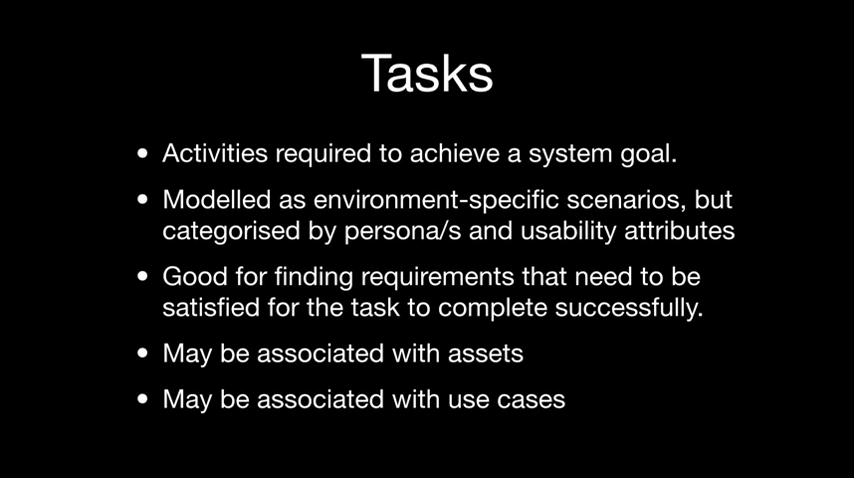 Tasks
• Activities required to achieve a system goal.
• Modelled as environment-specific scenarios, but
categorised by persona/s and usability attributes
• Good for finding requirements that need to be
satisfied for the task to complete successfully.
• May be associated with assets
• May be associated with use cases